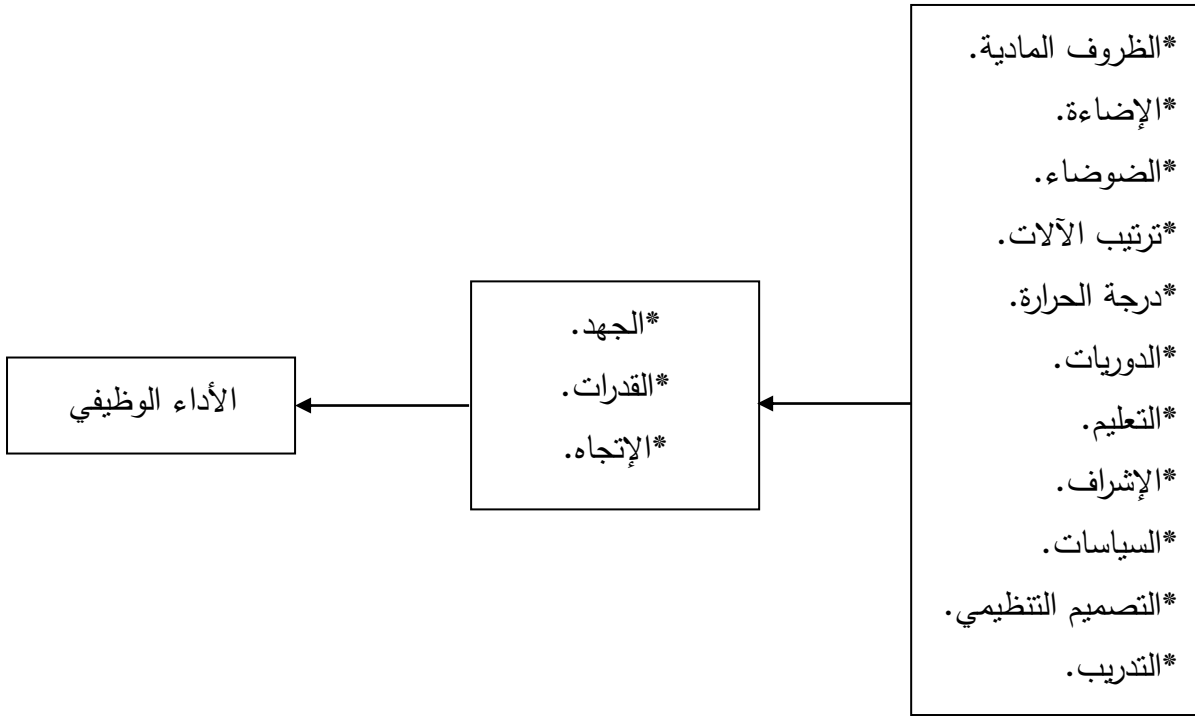 *الظروف المادية.
*الإضاءة.
*الضوضاء.
*ترتيب الآلات.
*درجة الحرارة.
*الدوريات.
*التعليم.
*الإشراف.
*السياسات.
*التصميم التنظيمي.
*التدريب.
*الجهد.
*القدرات.
*الإتجاه.
الأداء الوظيفي